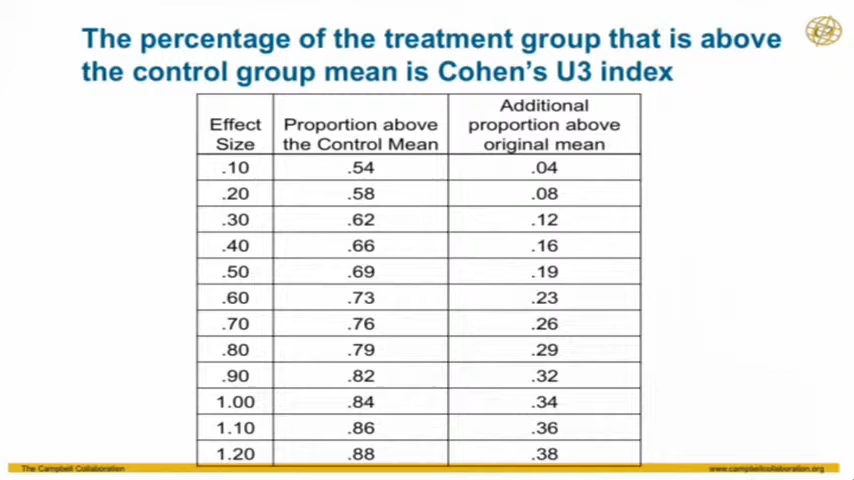 The percentage of the treatment group that is above
the control group mean is Cohen's U3 index
Effect Size Proportion above the Control Mean Additional proportion above original mean
.10 .54 .04
.20 .58 .08
.30 .62 .12
.40 .66 .16
.50 .69 .19
.60 .73 .23
.70 .76 .26
.80 .79 .29
.90 .82 .32
1.00 .84 .34
1.10 .86 .36
1.20 .88 .38
The Campbell Collaboration www.campbellcollaboration.org